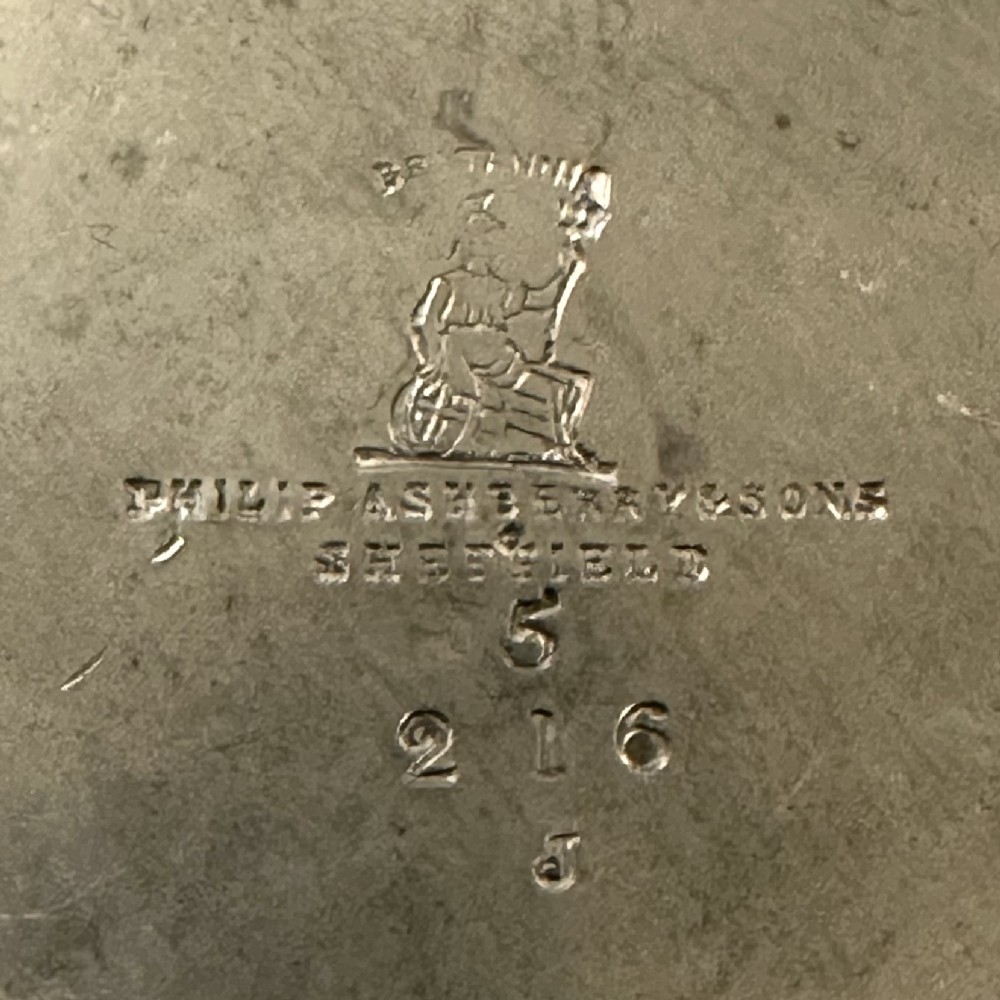 PHILIP ASHBERRY & SONS
SHEFFIELD
5
2 1 6
J